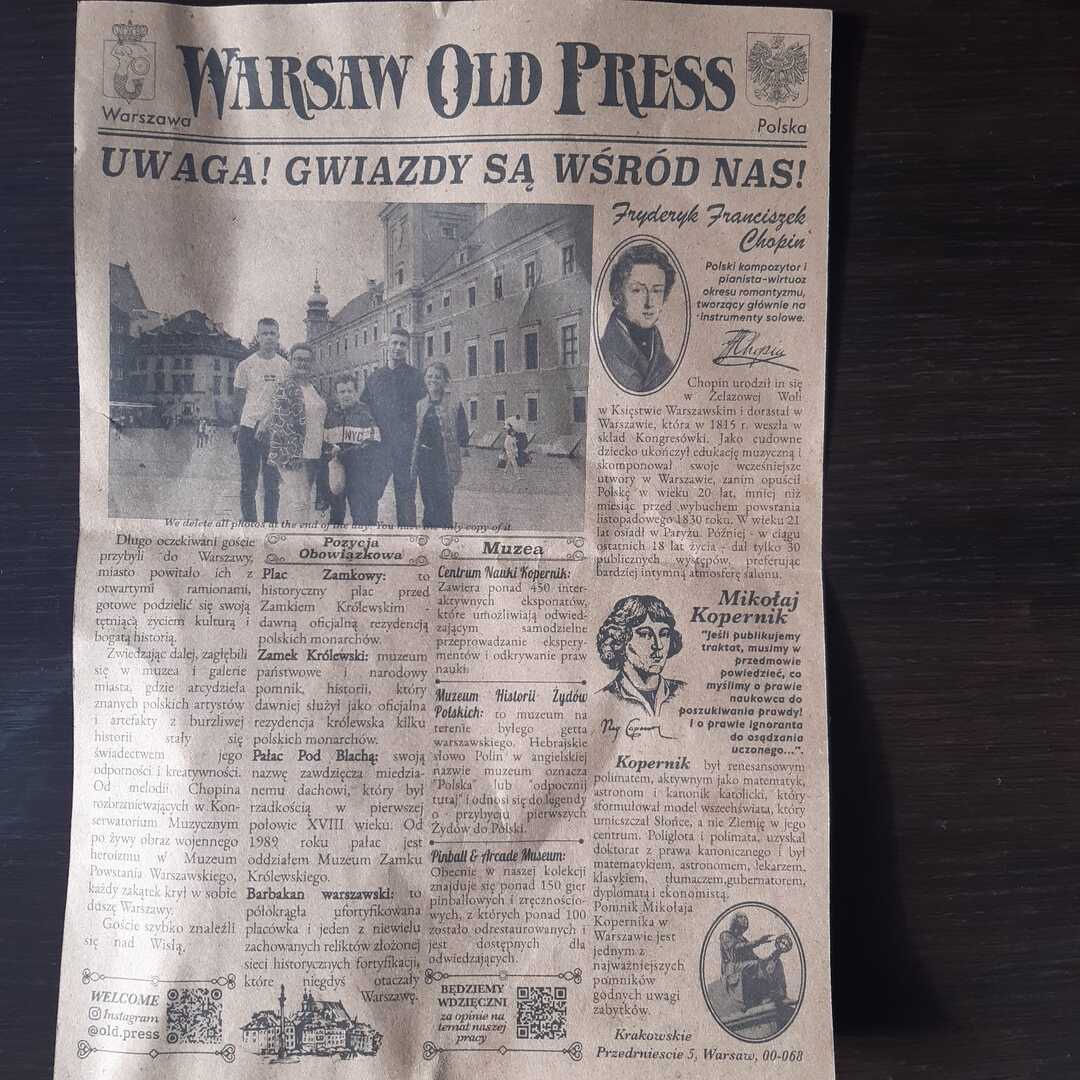 WARSAW OLD PRESS
Warszawa
Polska
UWAGA! GWIAZDY SĄ WŚRÓD NAS!
We delete all photos at the end of the day. You have the only copy of it
Długo oczekiwani goście
przybyli do Warszawy,
miasto powitało ich z
otwartymi ramionami,
gotowe podzielić się swoją
tętniącą życiem kulturą i
bogatą historią.
Zwiedzając dalej, zagłębili
się w muzea i galerie
miasta, gdzie arcydzieła
znanych polskich artystów
i artefakty z burzliwej
historii stały się
świadectwem jego
odporności i kreatywności.
Od melodii Chopina
rozbrzmiewających w Kon-
serwatorium Muzycznym
po żywy obraz wojennego
heroizmu w Muzeum
Powstania Warszawskiego,
każdy zakątek krył w sobie
duszę Warszawy.
Goście szybko znaleźli
się nad Wisłą,
WELCOME
Instagram
@old.press
Pozycja
Obowiązkowa
Plac Zamkowy: to
historyczny plac przed
Zamkiem Królewskim -
dawną oficjalną rezydencją
polskich monarchów.
Zamek Królewski: muzeum
państwowe i narodowy
pomnik, historii, który
dawniej służył jako oficjalna
rezydencja królewska kilku
polskich monarchów.
Pałac Pod Blachą: swoją
nazwę zawdzięcza miedzia-
nemu dachowi, który był
rzadkością w pierwszej
połowie XVIII wieku. Od
1989 roku pałac jest
oddziałem Muzeum Zamku
Królewskiego.
Barbakan warszawski: to
półokrągła ufortyfikowana
placówka i jeden z niewielu
zachowanych reliktów złożonej
sieci historycznych fortyfikacji,
które niegdyś otaczały
Warszawę.
Muzea
Centrum Nauki Kopernik:
Zawiera ponad 450 inter-
aktywnych eksponatów,
które umożliwiają odwied-
zającym samodzielne
przeprowadzanie ekspery-
mentów i odkrywanie praw
nauki.
Muzeum Historii Żydów
Polskich: to muzeum na
terenie byłego getta
warszawskiego. Hebrajskie
słowo Polin w angielskiej
nazwie muzeum oznacza
"Polska" lub "odpocznij
tutaj" i odnosi się do legendy
o przybyciu pierwszych
Żydów do Polski.
Pinball & Arcade Museum:
Obecnie w naszej kolekcji
znajduje się ponad 150 gier
pinballowych i zręcznościo-
wych, z których ponad 100
zostało odrestaurowanych i
jest dostępnych dla
odwiedzających.
BĘDZIEMY
WDZIĘCZNI
za opinie na
temat naszej
pracy
Fryderyk Franciszek
Chopin
Polski kompozytor i
pianista-wirtuoz
okresu romantyzmu,
tworzący głównie na
instrumenty solowe.
Chopin urodził in się
w Żelazowej Woli
w Księstwie Warszawskim i dorastał w
Warszawie, która w 1815 r. weszła w
skład Kongresówki. Jako cudowne
dziecko ukończył edukację muzyczną i
skomponował swoje wcześniejsze
utwory w Warszawie, zanim opuścił
Polskę w wieku 20 lat, mniej niż
miesiąc przed wybuchem powstania
listopadowego 1830 roku. W wieku 21
lat osiadł w Paryżu. Później - w ciągu
ostatnich 18 lat życia - dał tylko 30
publicznych występów, preferując
bardziej intymną atmosferę salonu.
Mikołaj
Kopernik
"Jeśli publikujemy
traktat, musimy w
przedmowie
powiedzieć, co
myślimy o prawie
naukowca do
poszukiwania prawdy!
I o prawie ignoranta
do osądzania
uczonego...".
Kopernik był renesansowym
polimatem, aktywnym jako matematyk,
astronom i kanonik katolicki, który
sformułował model wszechświata, który
umieszczał Słońce, a nie Ziemię w jego
centrum. Poliglota i polimata, uzyskał
doktorat z prawa kanonicznego i był
matematykiem, astronomem, lekarzem,
klasykiem, tłumaczem,gubernatorem,
dyplomatą i ekonomistą.
Pomnik Mikołaja
Kopernika w
Warszawie jest
jednym z
najważniejszych
pomników
godnych uwagi
zabytków.
Krakowskie
Przedrniescie 5, Warsaw, 00-068